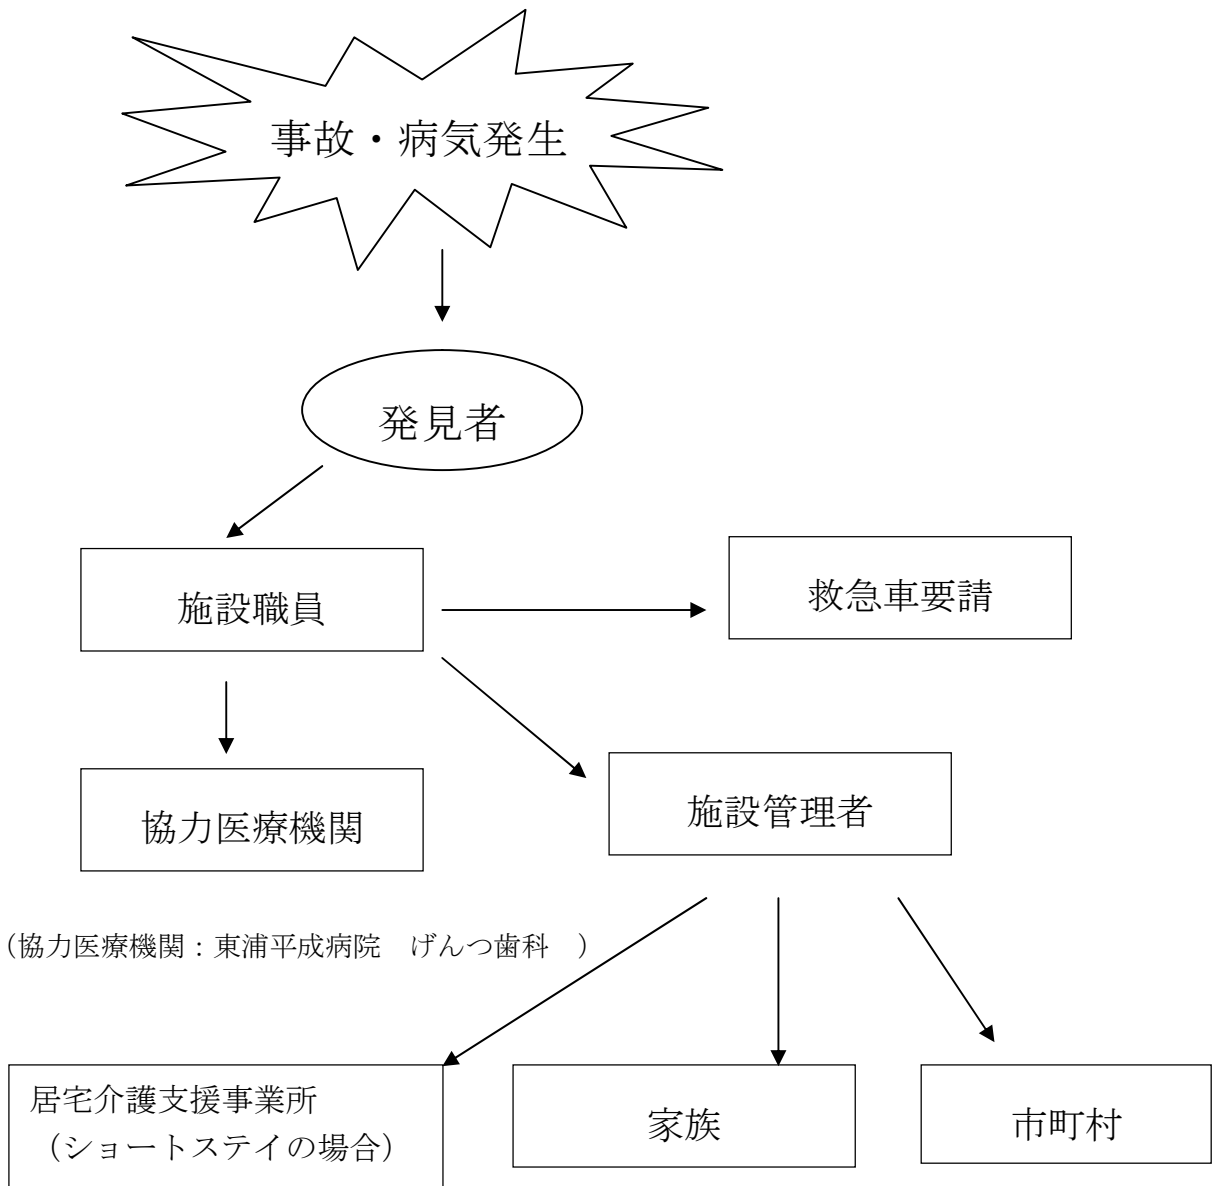 事故・病気発生
発見者
施設職員
救急車要請
協力医療機関
施設管理者
（協力医療機関：東浦平成病院　げんつ歯科　）
居宅介護支援事業所
（ショートステイの場合）
家族
市町村